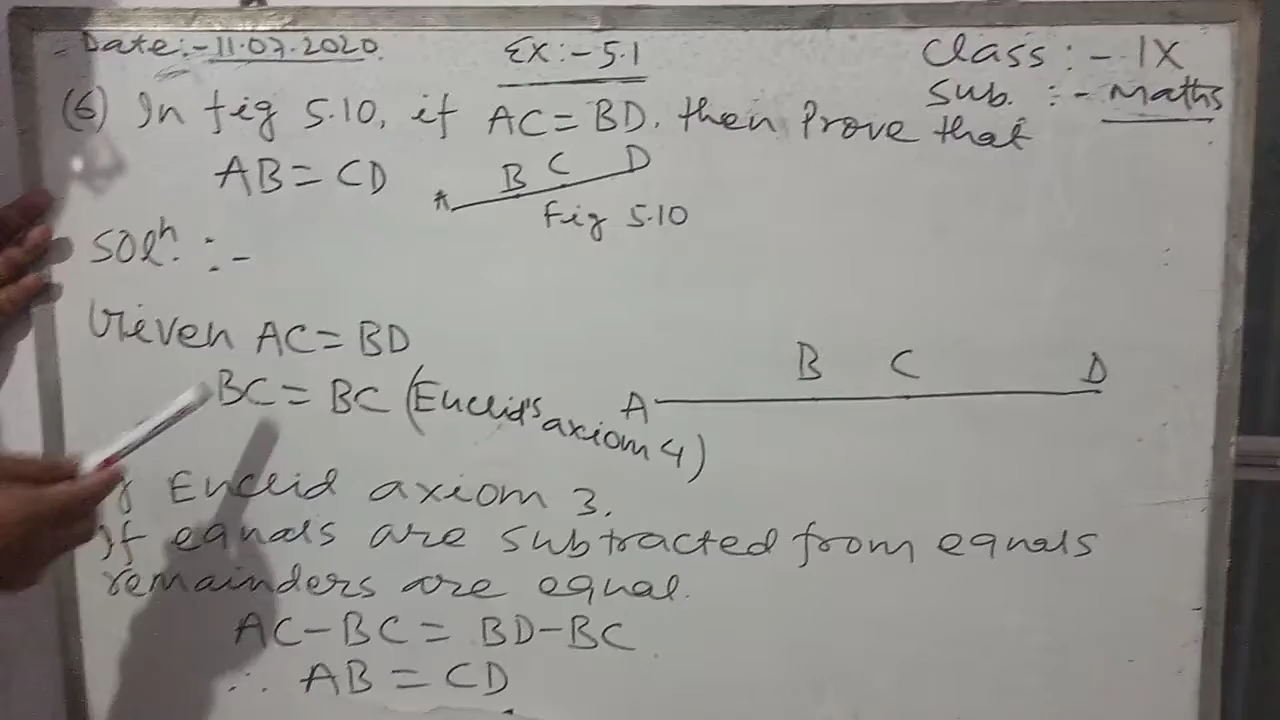 Date:-11.07.2020.
Ex:-5.1
Class :- IX
Sub. :- Maths
(6) In fig 5.10, if AC=BD, then Prove that
AB=CD
A B C D
Fig 5.10
Soln. :-
Given AC=BD
BC=BC (Euclid's axiom 4)
A B C D
Euclid axiom 3.
If equals are subtracted from equals
remainders are equal.
AC-BC=BD-BC
∴ AB=CD